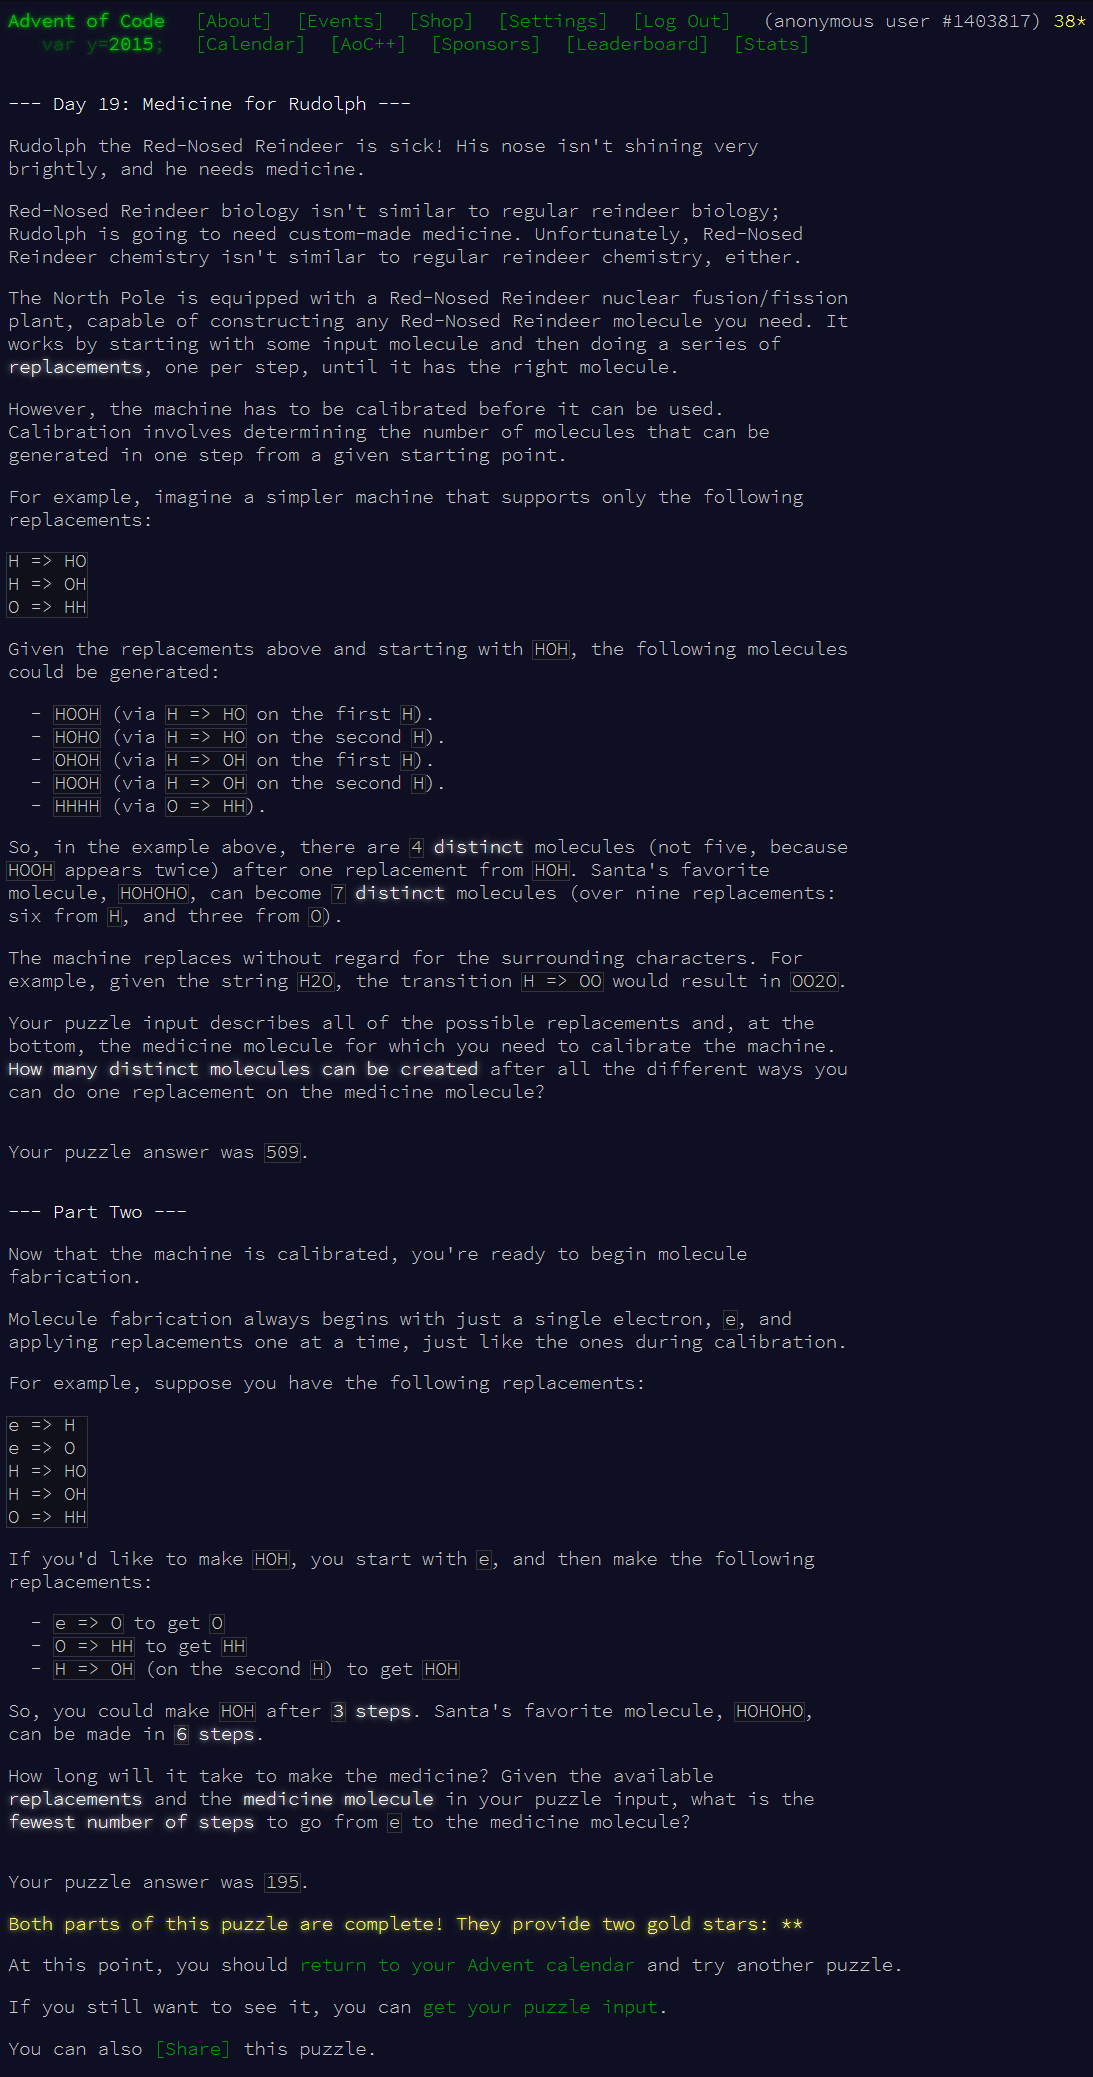 Advent of Code [About] [Events] [Shop] [Settings] [Log Out] (anonymous user #1403817) 38*
var y=2015; [Calendar] [AoC++] [Sponsors] [Leaderboard] [Stats]
--- Day 19: Medicine for Rudolph ---
Rudolph the Red-Nosed Reindeer is sick! His nose isn't shining very
brightly, and he needs medicine.
Red-Nosed Reindeer biology isn't similar to regular reindeer biology;
Rudolph is going to need custom-made medicine. Unfortunately, Red-Nosed
Reindeer chemistry isn't similar to regular reindeer chemistry, either.
The North Pole is equipped with a Red-Nosed Reindeer nuclear fusion/fission
plant, capable of constructing any Red-Nosed Reindeer molecule you need. It
works by starting with some input molecule and then doing a series of
replacements, one per step, until it has the right molecule.
However, the machine has to be calibrated before it can be used.
Calibration involves determining the number of molecules that can be
generated in one step from a given starting point.
For example, imagine a simpler machine that supports only the following
replacements:
H => HO
H => OH
O => HH
Given the replacements above and starting with HOH, the following molecules
could be generated:
- HOOH (via H => HO on the first H).
- HOHO (via H => HO on the second H).
- OHOH (via H => OH on the first H).
- HOOH (via H => OH on the second H).
- HHHH (via O => HH).
So, in the example above, there are 4 distinct molecules (not five, because
HOOH appears twice) after one replacement from HOH. Santa's favorite
molecule, HOHOHO, can become 7 distinct molecules (over nine replacements:
six from H, and three from O).
The machine replaces without regard for the surrounding characters. For
example, given the string H2O, the transition H => OO would result in OO2O.
Your puzzle input describes all of the possible replacements and, at the
bottom, the medicine molecule for which you need to calibrate the machine.
How many distinct molecules can be created after all the different ways you
can do one replacement on the medicine molecule?
Your puzzle answer was 509.
--- Part Two ---
Now that the machine is calibrated, you're ready to begin molecule
fabrication.
Molecule fabrication always begins with just a single electron, e, and
applying replacements one at a time, just like the ones during calibration.
For example, suppose you have the following replacements:
e => H
e => O
H => HO
H => OH
O => HH
If you'd like to make HOH, you start with e, and then make the following
replacements:
- e => O to get O
- O => HH to get HH
- H => OH (on the second H) to get HOH
So, you could make HOH after 3 steps. Santa's favorite molecule, HOHOHO,
can be made in 6 steps.
How long will it take to make the medicine? Given the available
replacements and the medicine molecule in your puzzle input, what is the
fewest number of steps to go from e to the medicine molecule?
Your puzzle answer was 195.
Both parts of this puzzle are complete! They provide two gold stars: **
At this point, you should return to your Advent calendar and try another puzzle.
If you still want to see it, you can get your puzzle input.
You can also [Share] this puzzle.